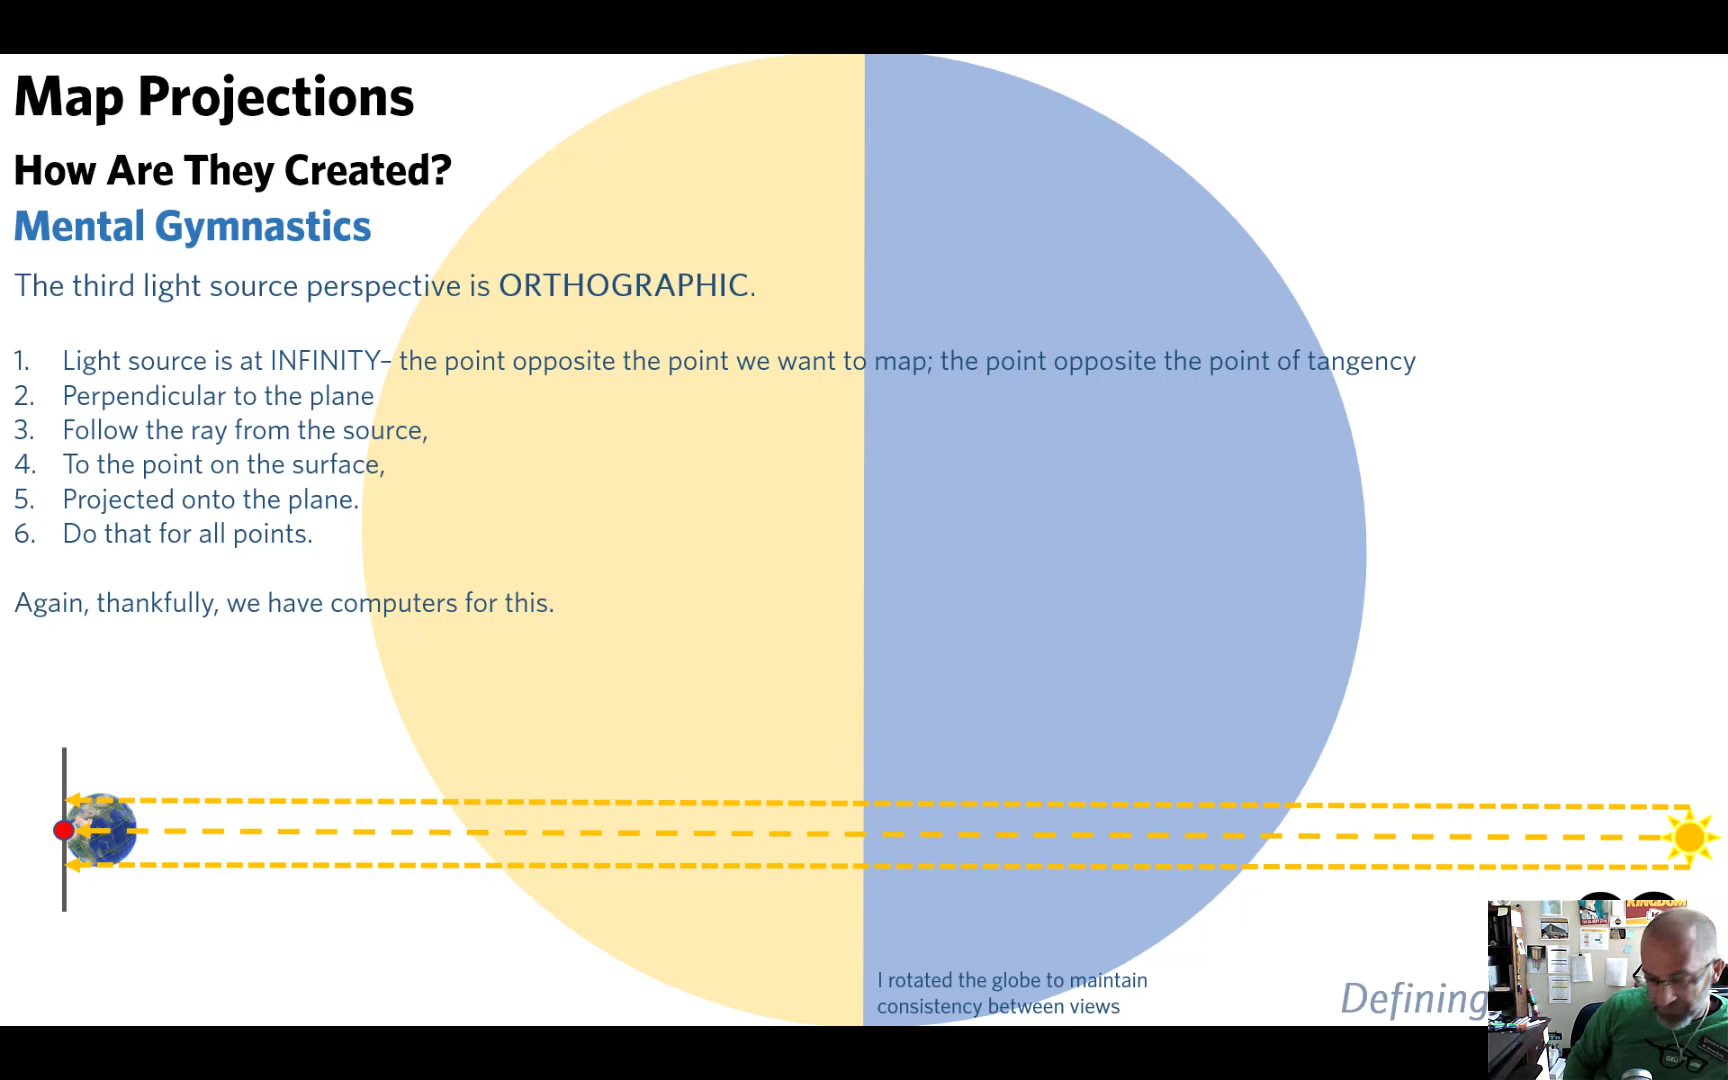 Map Projections
How Are They Created?
Mental Gymnastics
The third light source perspective is ORTHOGRAPHIC.
1. Light source is at INFINITY– the point opposite the point we want to map; the point opposite the point of tangency
2. Perpendicular to the plane
3. Follow the ray from the source,
4. To the point on the surface,
5. Projected onto the plane.
6. Do that for all points.
Again, thankfully, we have computers for this.
I rotated the globe to maintain
consistency between views
Defining
KINGDOM